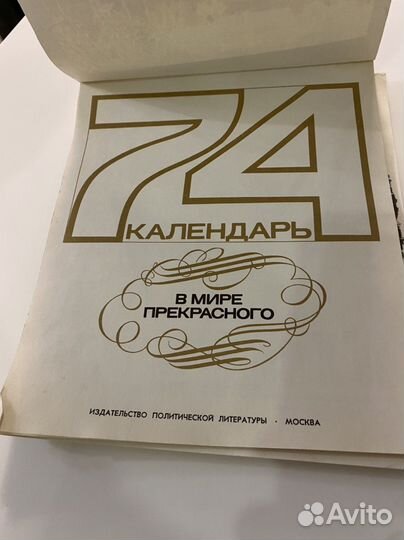 74
КАЛЕНДАРЬ
В МИРЕ
ПРЕКРАСНОГО
ИЗДАТЕЛЬСТВО ПОЛИТИЧЕСКОЙ ЛИТЕРАТУРЫ · МОСКВА
Avito